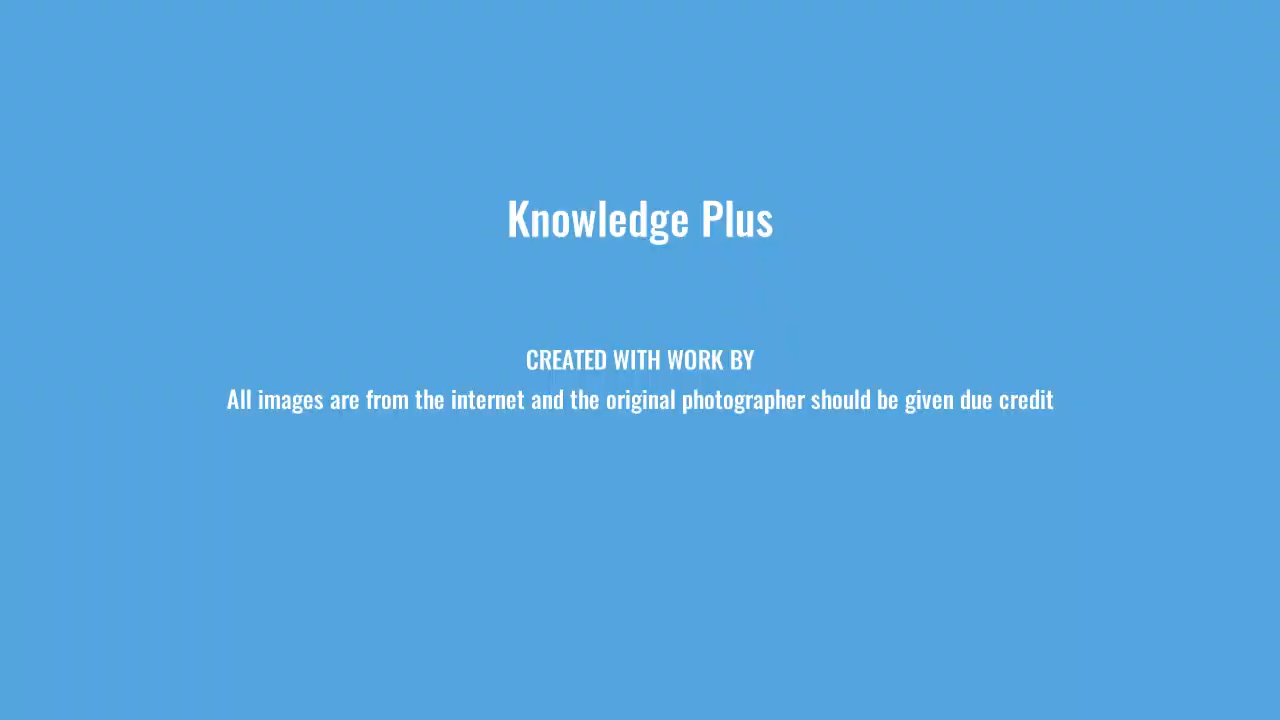 Knowledge Plus
CREATED WITH WORK BY
All images are from the internet and the original photographer should be given due credit